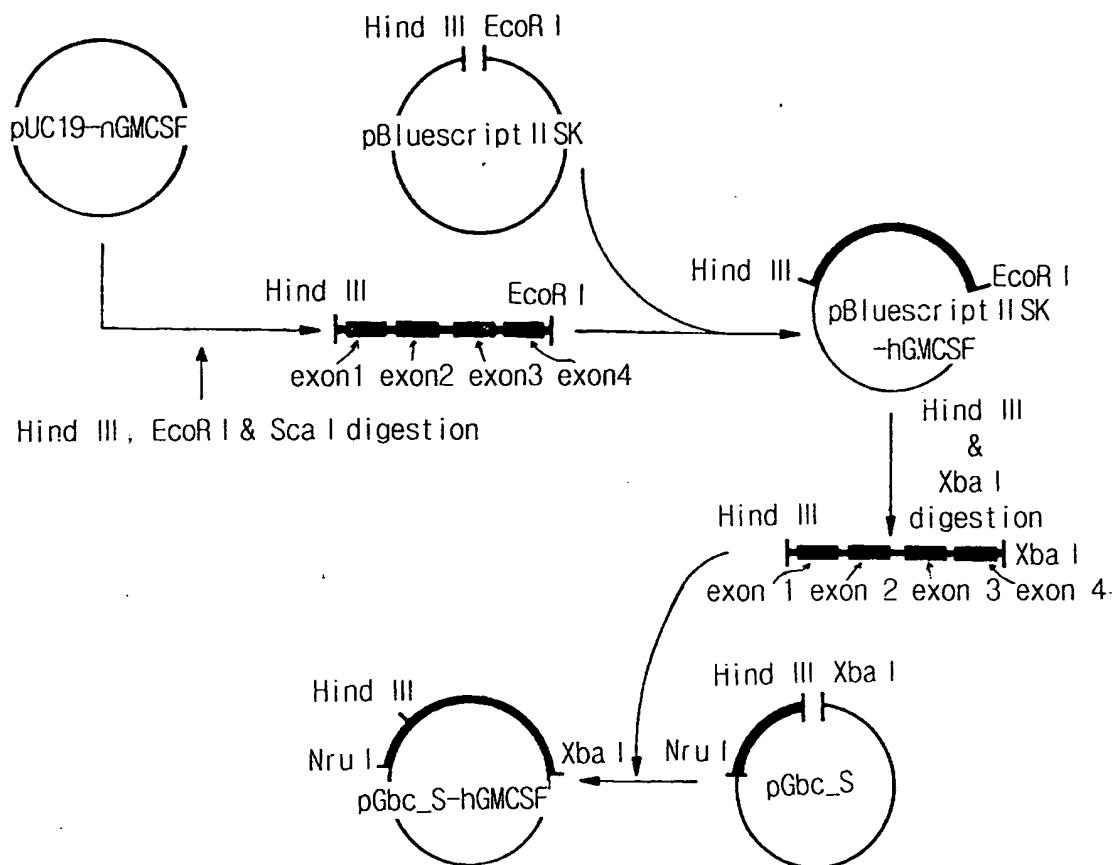 Hind III EcoR I
pUC19-nGMCSF
pBluescript II SK
Hind III
EcoR I
exon1 exon2 exon3 exon4
Hind III, EcoR I & Sca I digestion
Hind III
EcoR I
pBluescript II SK
-hGMCSF
Hind III
&
Xba I
digestion
Hind III
Xba I
exon 1 exon 2 exon 3 exon 4
Hind III Xba I
Nru I
pGbc_S
Hind III
Nru I
Xba I
pGbc_S-hGMCSF